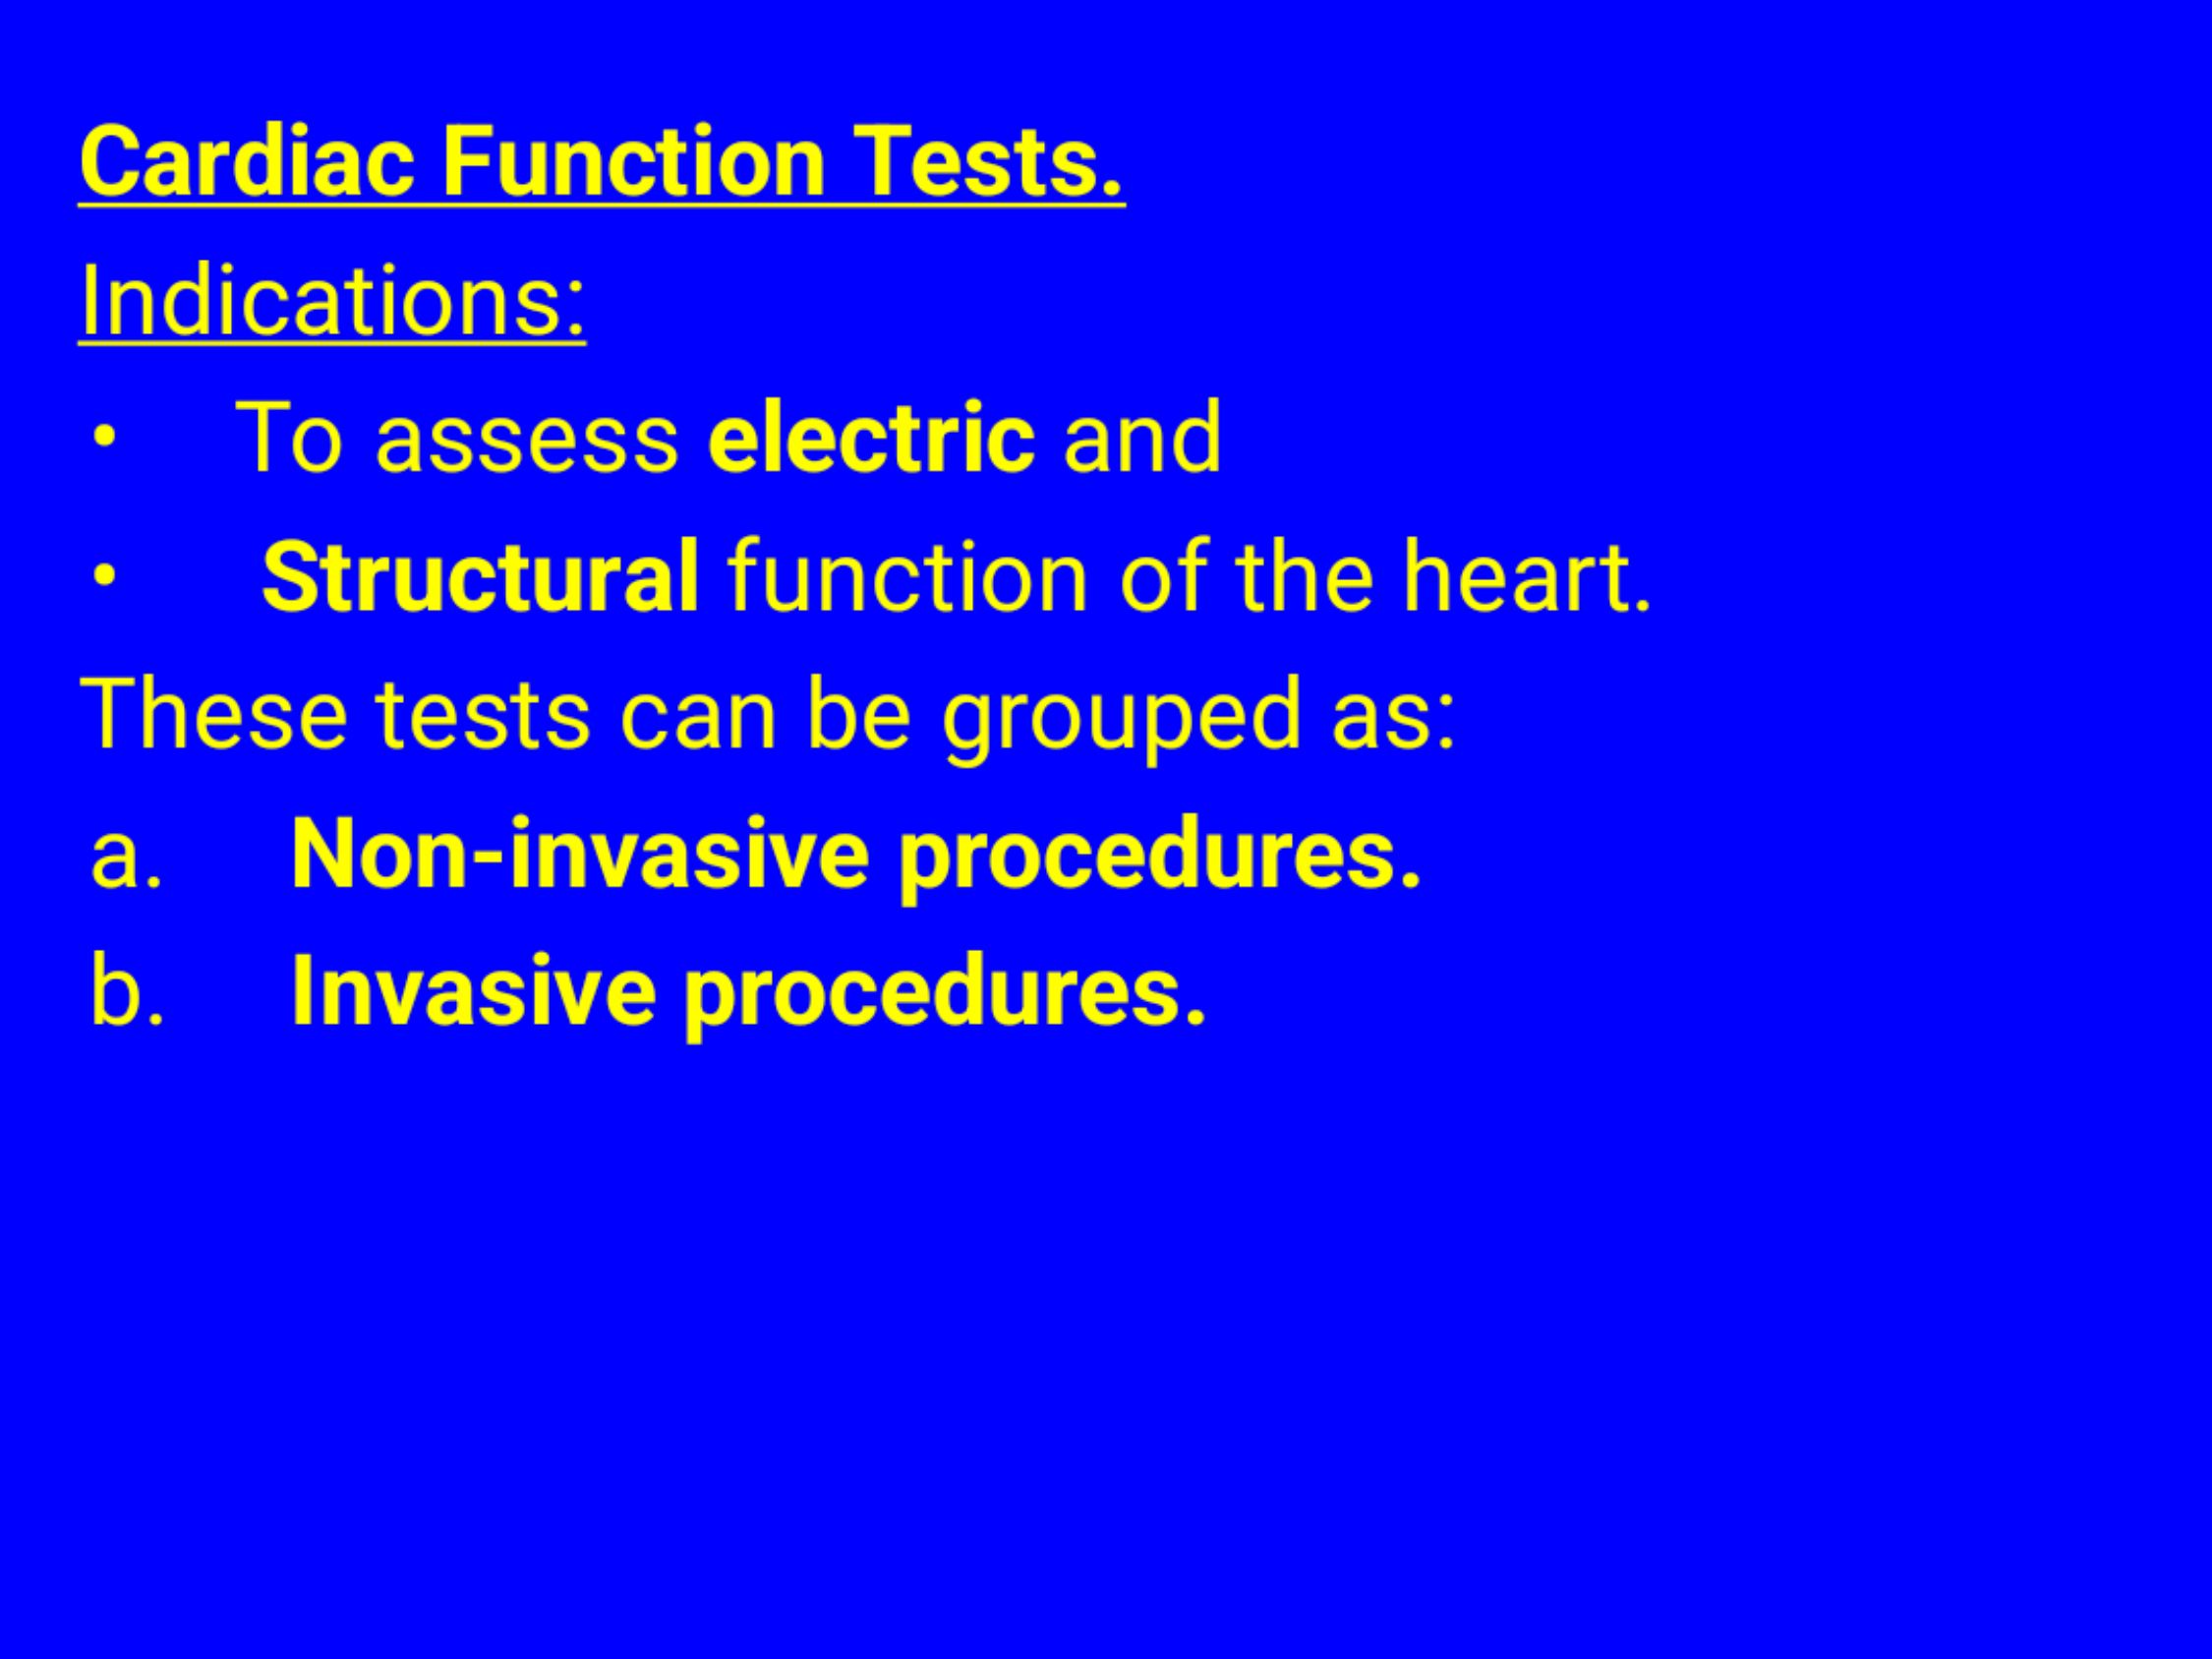 Cardiac Function Tests.
Indications:
• To assess electric and
• Structural function of the heart.
These tests can be grouped as:
a. Non-invasive procedures.
b. Invasive procedures.